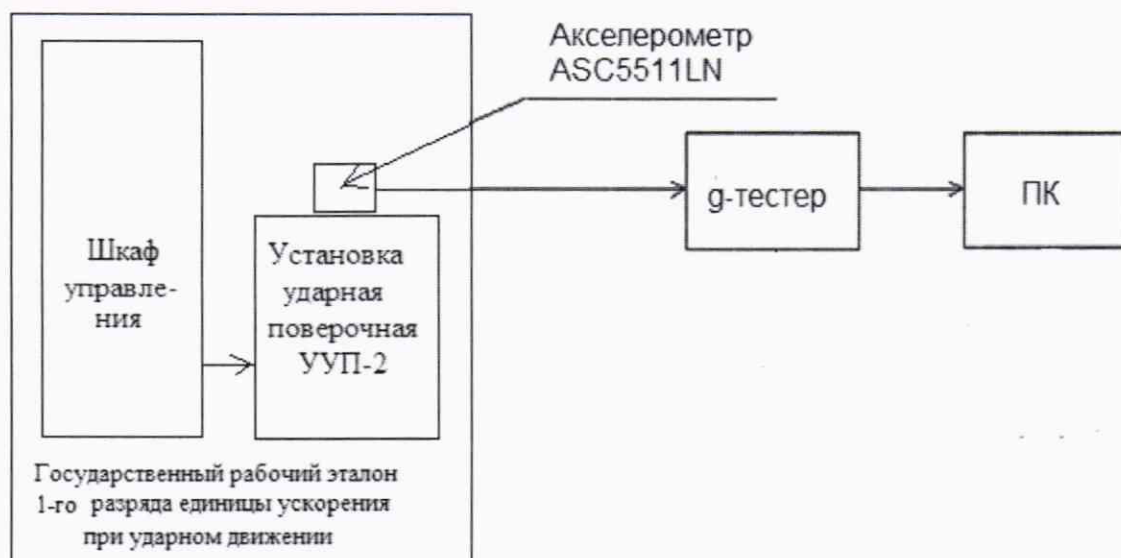 Акселерометр
ASC5511LN
g-тестер
ПК
Шкаф
управле-
ния
Установка
ударная
поверочная
УУП-2
Государственный рабочий эталон
1-го разряда единицы ускорения
при ударном движении